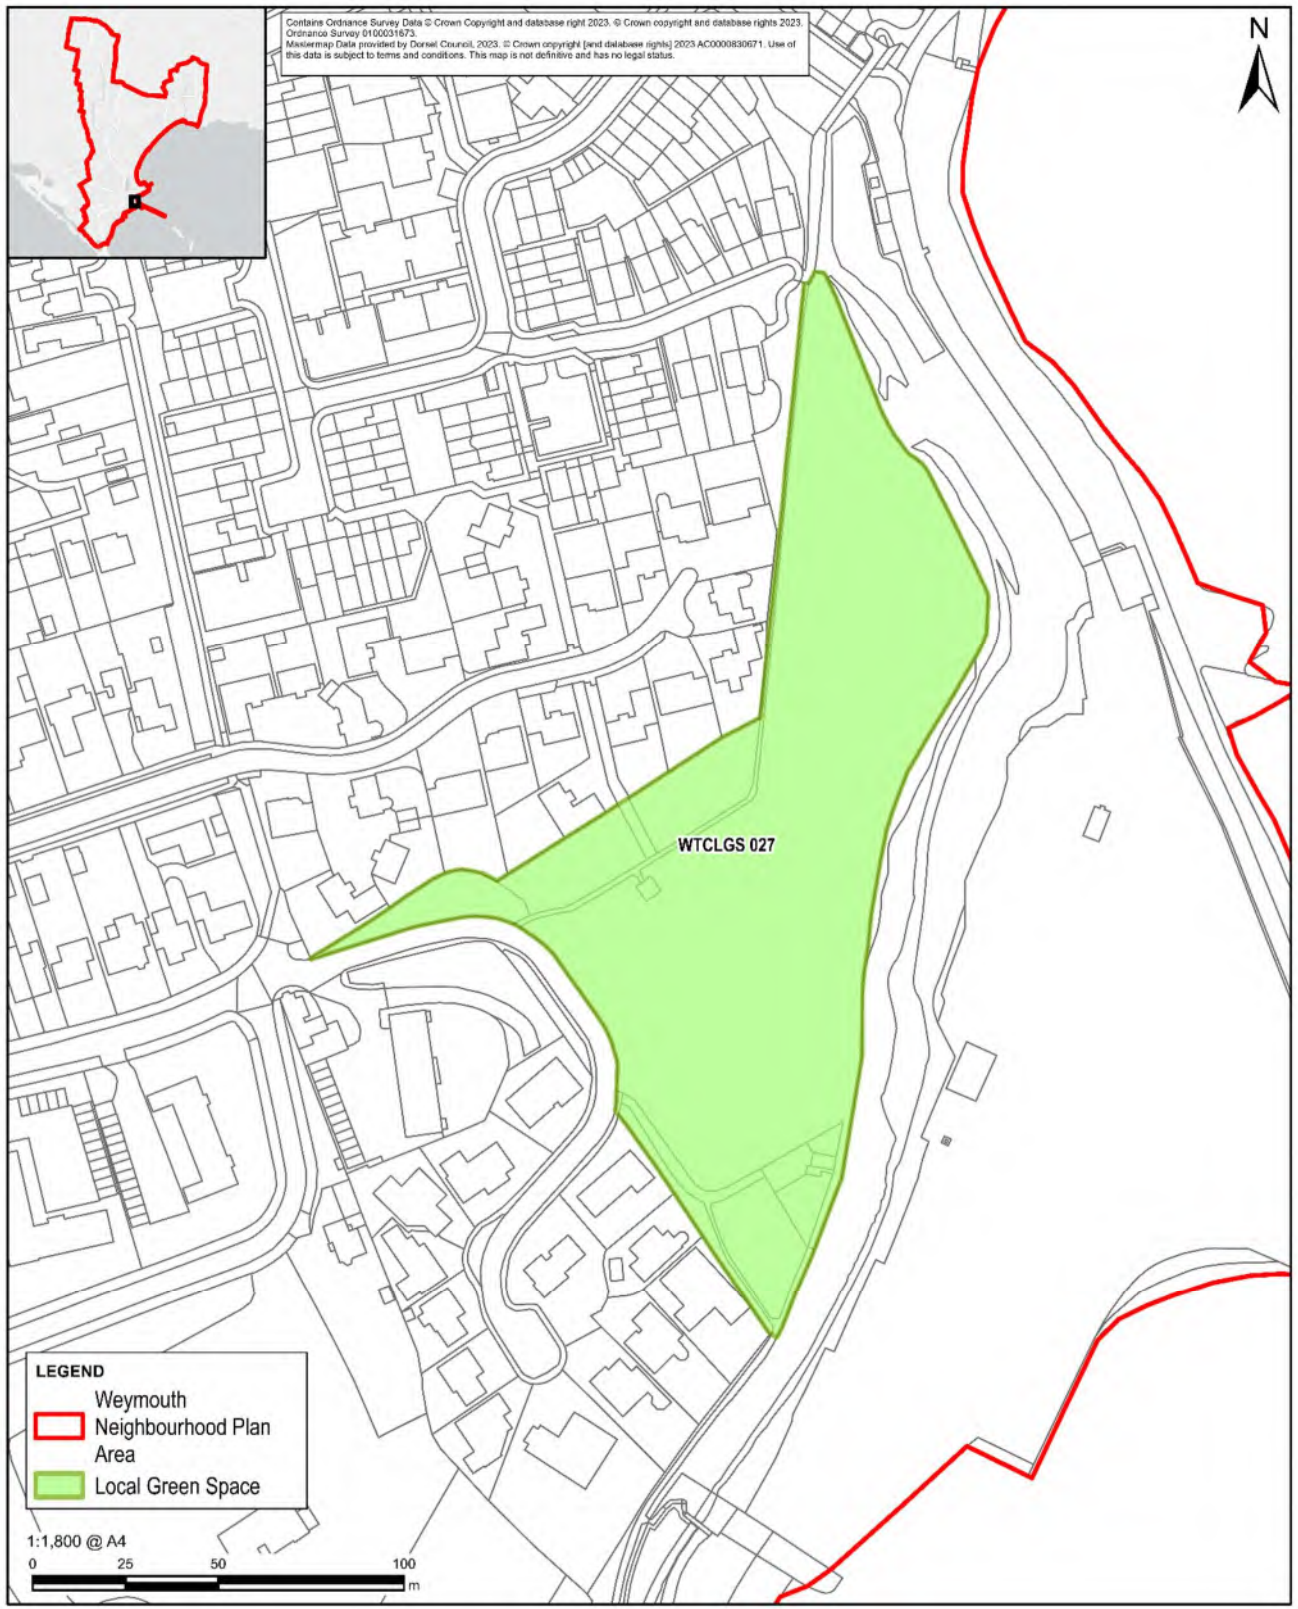 Contains Ordnance Survey Data © Crown Copyright and database right 2023. © Crown copyright and database rights 2023.
Ordnance Survey 0100031673.
Mastermap Data provided by Dorset Council, 2023. © Crown copyright [and database rights] 2023 AC0000830671. Use of
this data is subject to terms and conditions. This map is not definitive and has no legal status.
N
WTCLGS 027
LEGEND
Weymouth
Neighbourhood Plan
Area
Local Green Space
1:1,800 @ A4
0 25 50 100
m